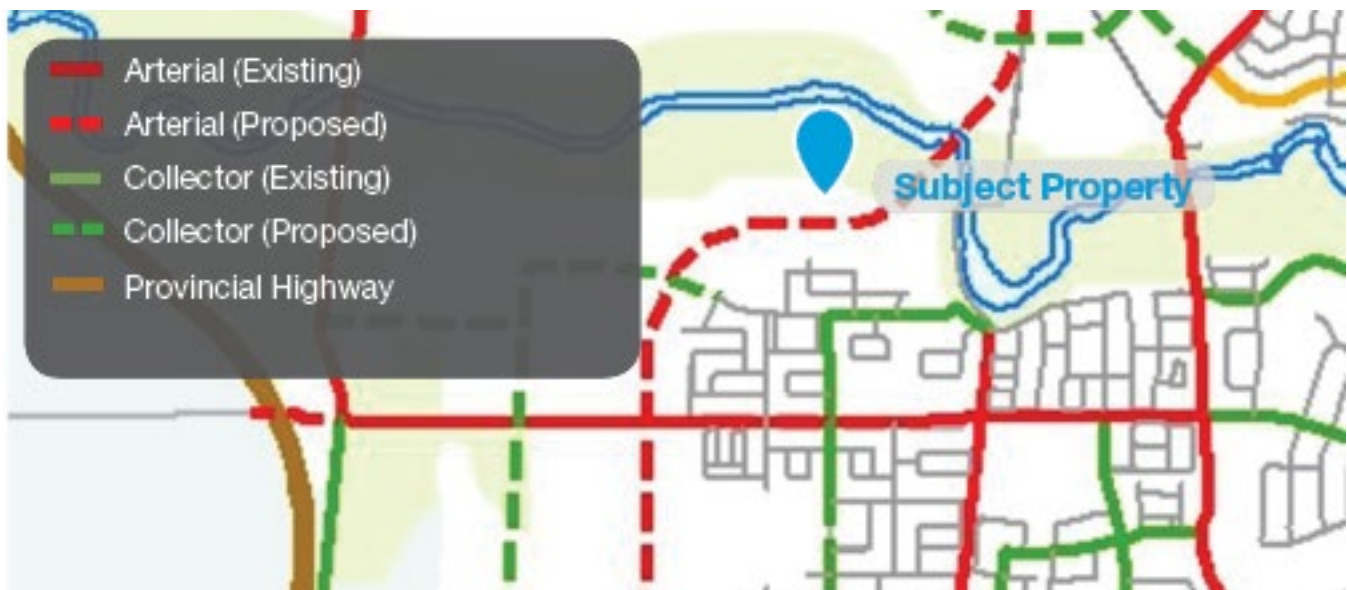 Arterial (Existing)
Arterial (Proposed)
Collector (Existing)
Collector (Proposed)
Provincial Highway
Subject Property